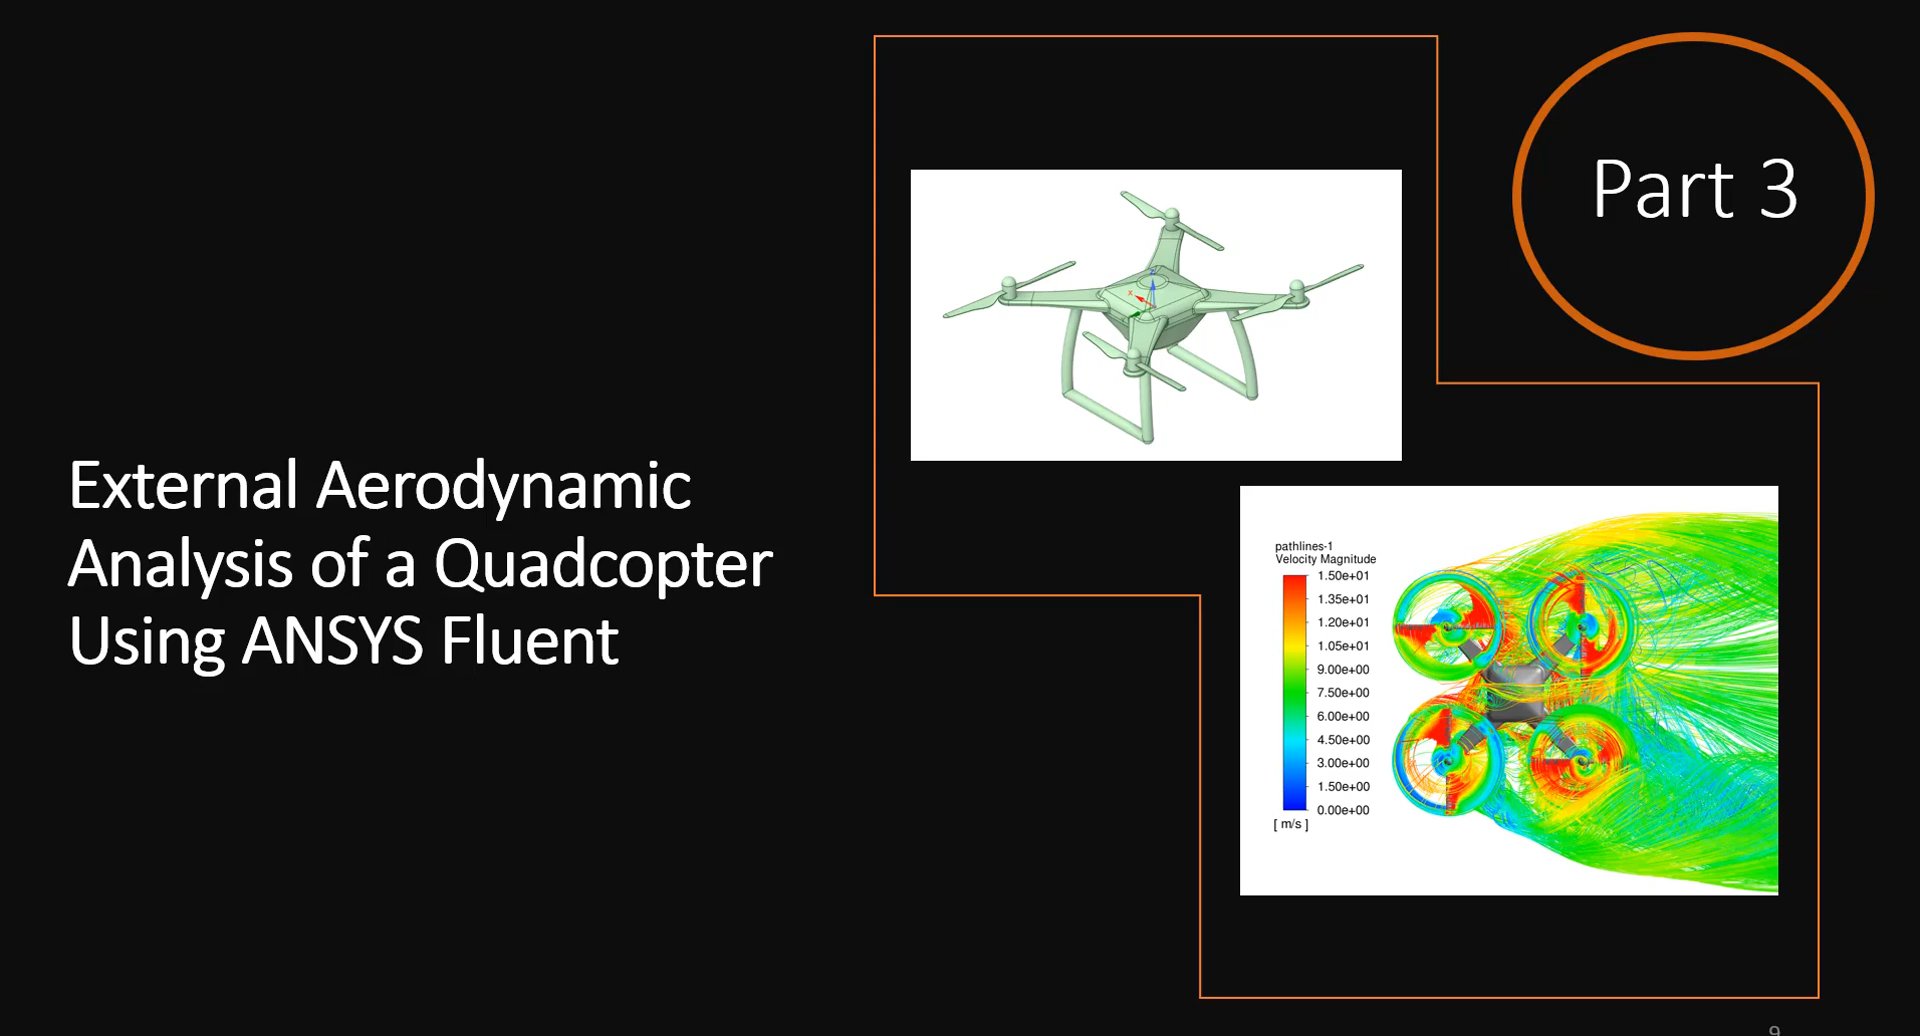 Part 3
External Aerodynamic
Analysis of a Quadcopter
Using ANSYS Fluent
Z
X
pathlines-1
Velocity Magnitude
1.50e+01
1.35e+01
1.20e+01
1.05e+01
9.00e+00
7.50e+00
6.00e+00
4.50e+00
3.00e+00
1.50e+00
0.00e+00
[ m/s ]
9